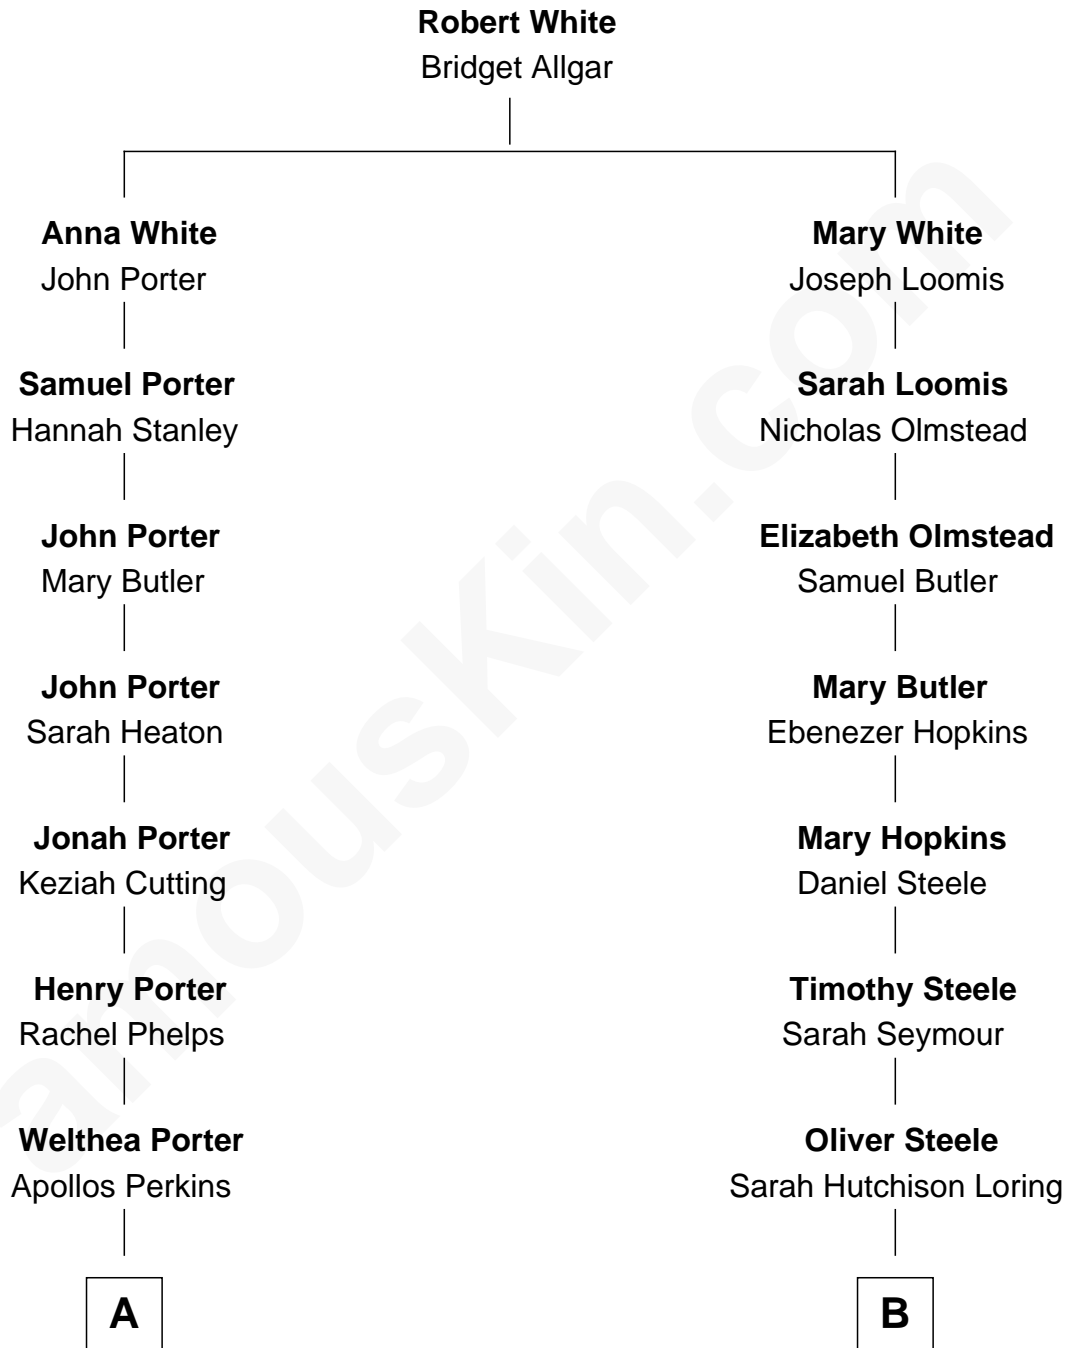 Robert White
Bridget Allgar
Anna White
John Porter
Mary White
Joseph Loomis
Samuel Porter
Hannah Stanley
Sarah Loomis
Nicholas Olmstead
John Porter
Mary Butler
Elizabeth Olmstead
Samuel Butler
John Porter
Sarah Heaton
Mary Butler
Ebenezer Hopkins
Jonah Porter
Keziah Cutting
Mary Hopkins
Daniel Steele
Henry Porter
Rachel Phelps
Timothy Steele
Sarah Seymour
Welthea Porter
Apollos Perkins
Oliver Steele
Sarah Hutchison Loring
A
B
amousKin.com